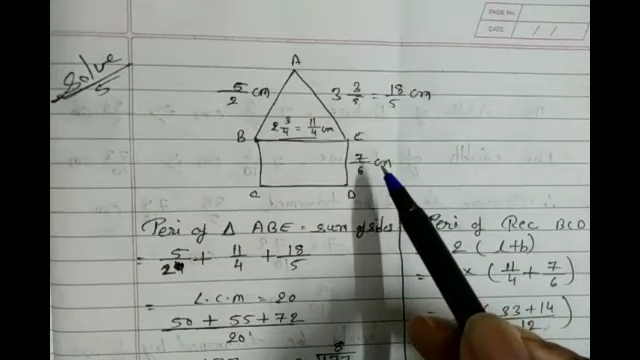 PAGE No.
DATE / /
Solve
5
A
5/2 cm
3 3/5 = 18/5 cm
2 3/4 = 11/4 cm
B E
7/6 cm
C D
Peri of Δ ABE = sum of sides
5/2 + 11/4 + 18/5
= L.C.M = 20
50 + 55 + 72
20
Peri of Rec BCD
2 ( l+b)
= × ( 11/4 + 7/6 )
= ( 33 + 14 / 12 )